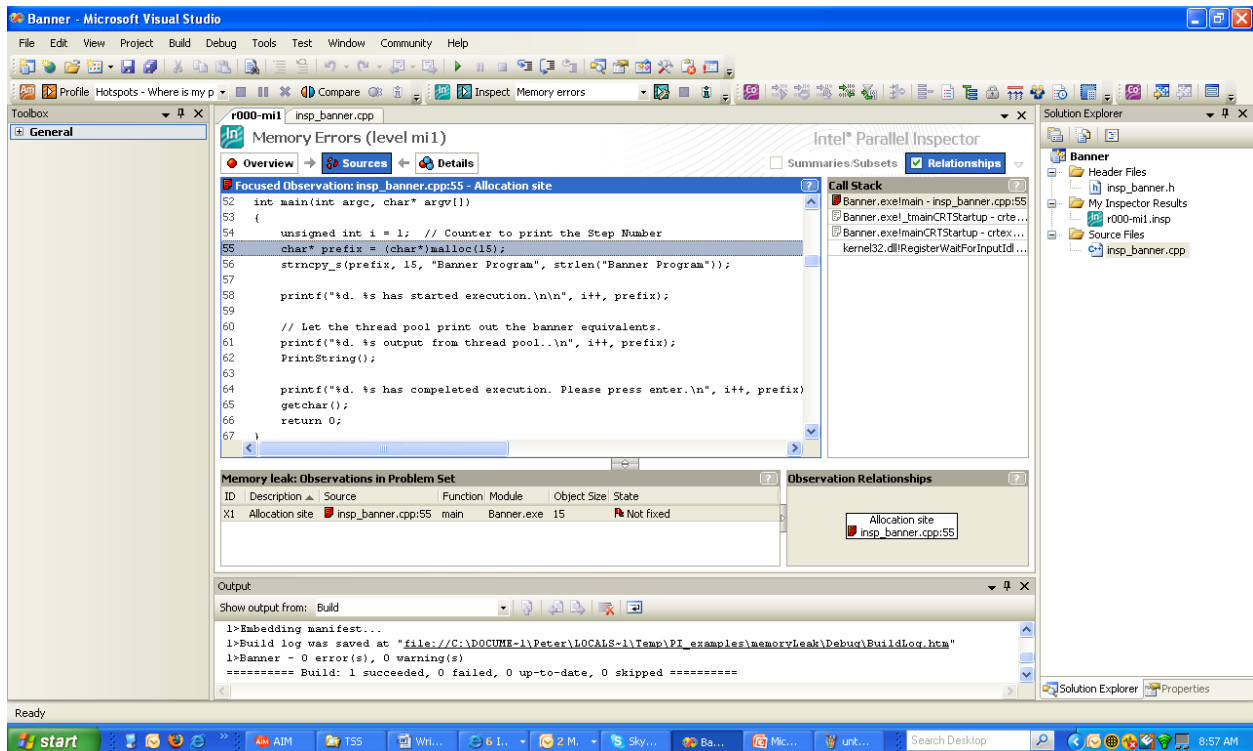 Banner - Microsoft Visual Studio
File Edit View Project Build Debug Tools Test Window Community Help
Profile Hotspots - Where is my p Compare Inspect Memory errors
Toolbox
General
r000-mi1 insp_banner.cpp
Memory Errors (level mi1)
Intel® Parallel Inspector
Overview Sources Details
Summaries/Subsets Relationships
Focused Observation: insp_banner.cpp:55 - Allocation site
52 int main(int argc, char* argv[])
53 {
54 unsigned int i = 1; // Counter to print the Step Number
55 char* prefix = (char*)malloc(15);
56 strncpy_s(prefix, 15, "Banner Program", strlen("Banner Program"));
57
58 printf("%d. %s has started execution.\n\n", i++, prefix);
59
60 // Let the thread pool print out the banner equivalents.
61 printf("%d. %s output from thread pool..\n", i++, prefix);
62 PrintString();
63
64 printf("%d. %s has compeleted execution. Please press enter.\n", i++, prefix)
65 getchar();
66 return 0;
67 }
Call Stack
Banner.exe!main - insp_banner.cpp:55
Banner.exe!_tmainCRTStartup - crte...
Banner.exe!mainCRTStartup - crtex...
kernel32.dll!RegisterWaitForInputIdl...
Memory leak: Observations in Problem Set
ID Description Source Function Module Object Size State
X1 Allocation site insp_banner.cpp:55 main Banner.exe 15 Not fixed
Observation Relationships
Allocation site
insp_banner.cpp:55
Output
Show output from: Build
1>Embedding manifest...
1>Build log was saved at "file://C:\DOCUME~1\Peter\LOCALS~1\Temp\PI_examples\memoryLeak\Debug\BuildLog.htm"
1>Banner - 0 error(s), 0 warning(s)
========== Build: 1 succeeded, 0 failed, 0 up-to-date, 0 skipped ==========
Solution Explorer
Banner
Header Files
insp_banner.h
My Inspector Results
r000-mi1.insp
Source Files
insp_banner.cpp
Solution Explorer Properties
Ready
start AIM TSS Wri... 6 I.. 2 M. Sky... Ba... Mic... unt... Search Desktop 8:57 AM